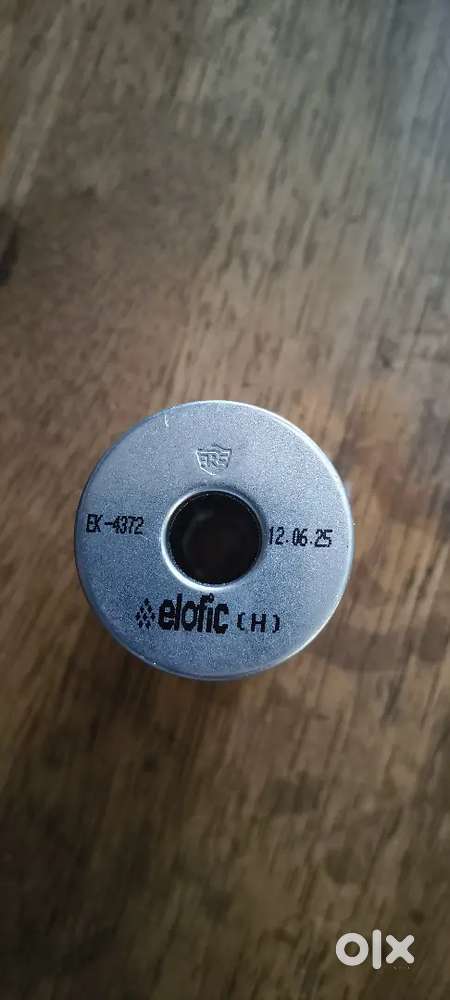 EK-4372
12.06.25
elofic (H)
olx